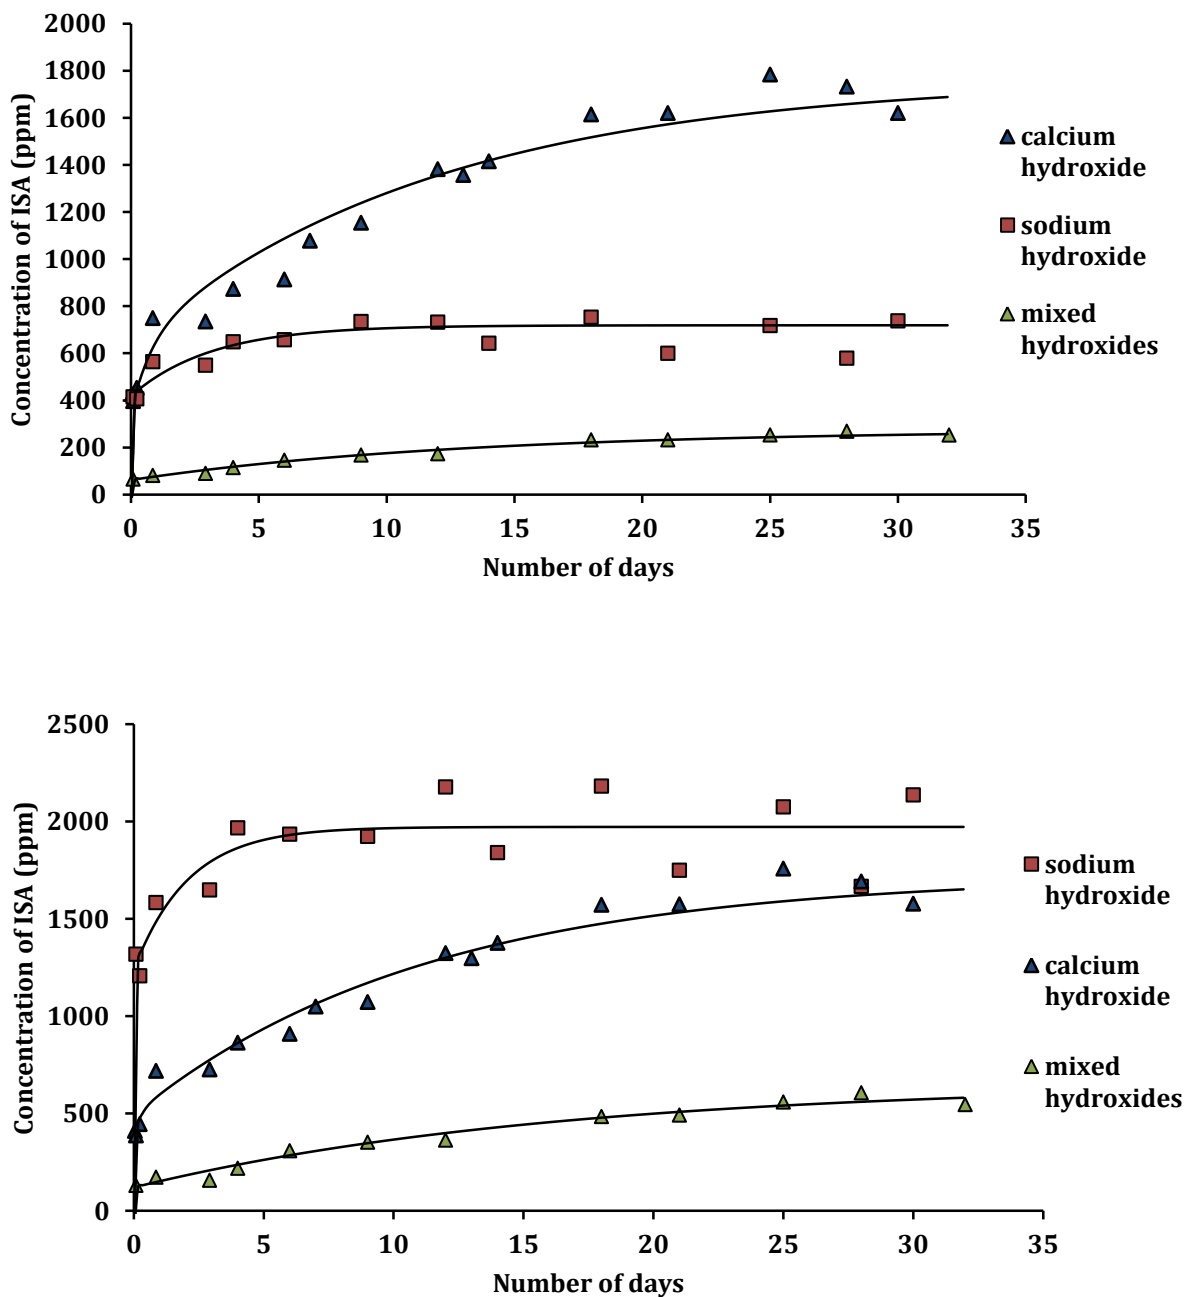 2000
1800
1600
1400
1200
1000
800
600
400
200
0
Concentration of ISA (ppm)
0 5 10 15 20 25 30 35
Number of days
calcium
hydroxide
sodium
hydroxide
mixed
hydroxides
2500
2000
1500
1000
500
0
Concentration of ISA (ppm)
0 5 10 15 20 25 30 35
Number of days
sodium
hydroxide
calcium
hydroxide
mixed
hydroxides